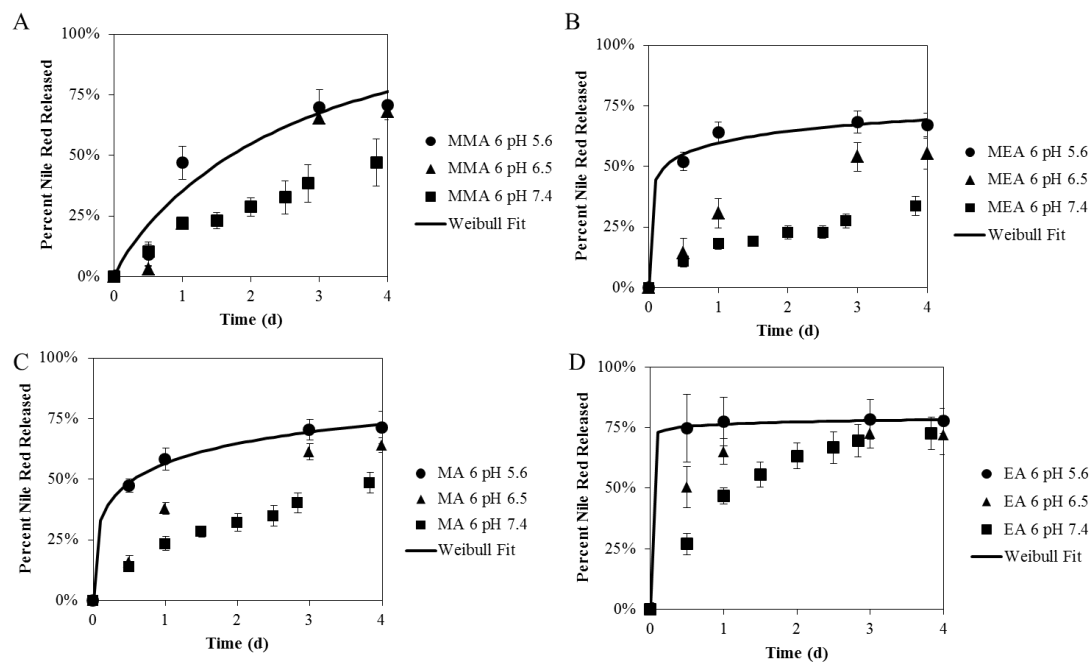 A
Percent Nile Red Released
100%
75%
50%
25%
0%
0 1 2 3 4
Time (d)
MMA 6 pH 5.6
MMA 6 pH 6.5
MMA 6 pH 7.4
Weibull Fit
B
Percent Nile Red Released
100%
75%
50%
25%
0%
0 1 2 3 4
Time (d)
MEA 6 pH 5.6
MEA 6 pH 6.5
MEA 6 pH 7.4
Weibull Fit
C
Percent Nile Red Released
100%
75%
50%
25%
0%
0 1 2 3 4
Time (d)
MA 6 pH 5.6
MA 6 pH 6.5
MA 6 pH 7.4
Weibull Fit
D
Percent Nile Red Released
100%
75%
50%
25%
0%
0 1 2 3 4
Time (d)
EA 6 pH 5.6
EA 6 pH 6.5
EA 6 pH 7.4
Weibull Fit